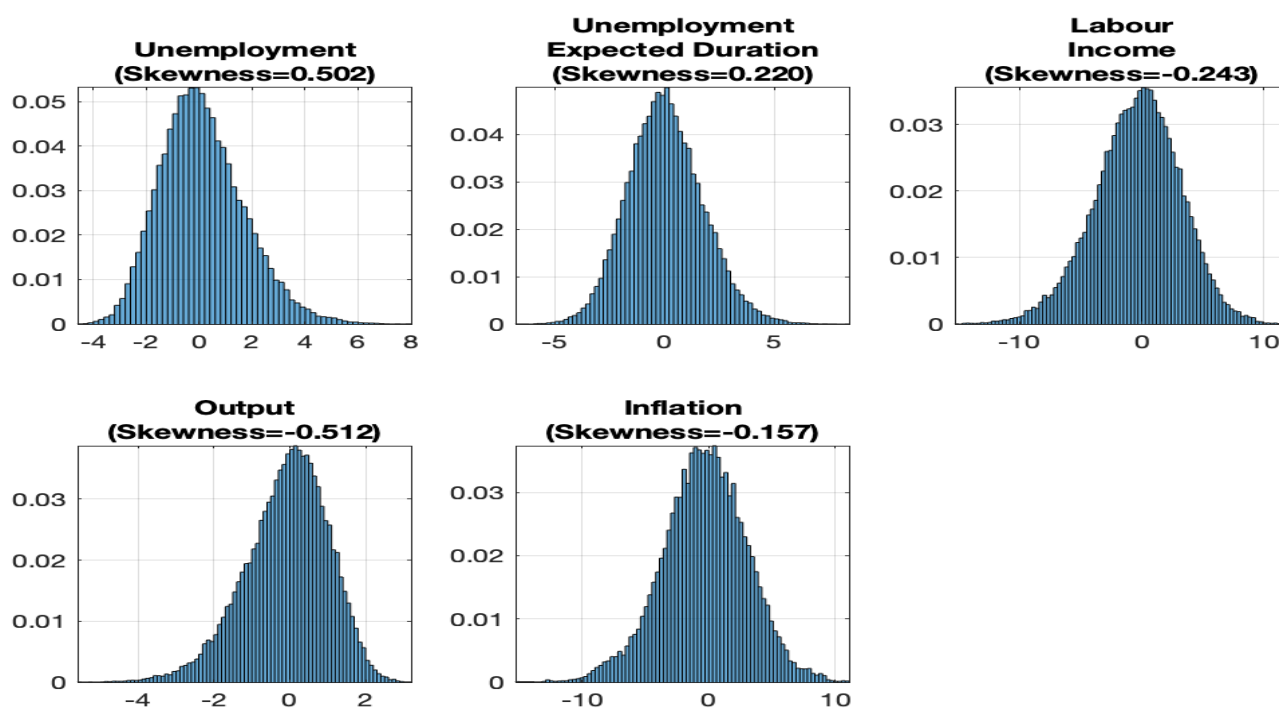 Unemployment
(Skewness=0.502)
0.05
0.04
0.03
0.02
0.01
0
-4 -2 0 2 4 6 8
Unemployment
Expected Duration
(Skewness=0.220)
0.04
0.03
0.02
0.01
0
-5 0 5
Labour
Income
(Skewness=-0.243)
0.03
0.02
0.01
0
-10 0 10
Output
(Skewness=-0.512)
0.03
0.02
0.01
0
-4 -2 0 2
Inflation
(Skewness=-0.157)
0.03
0.02
0.01
0
-10 0 10